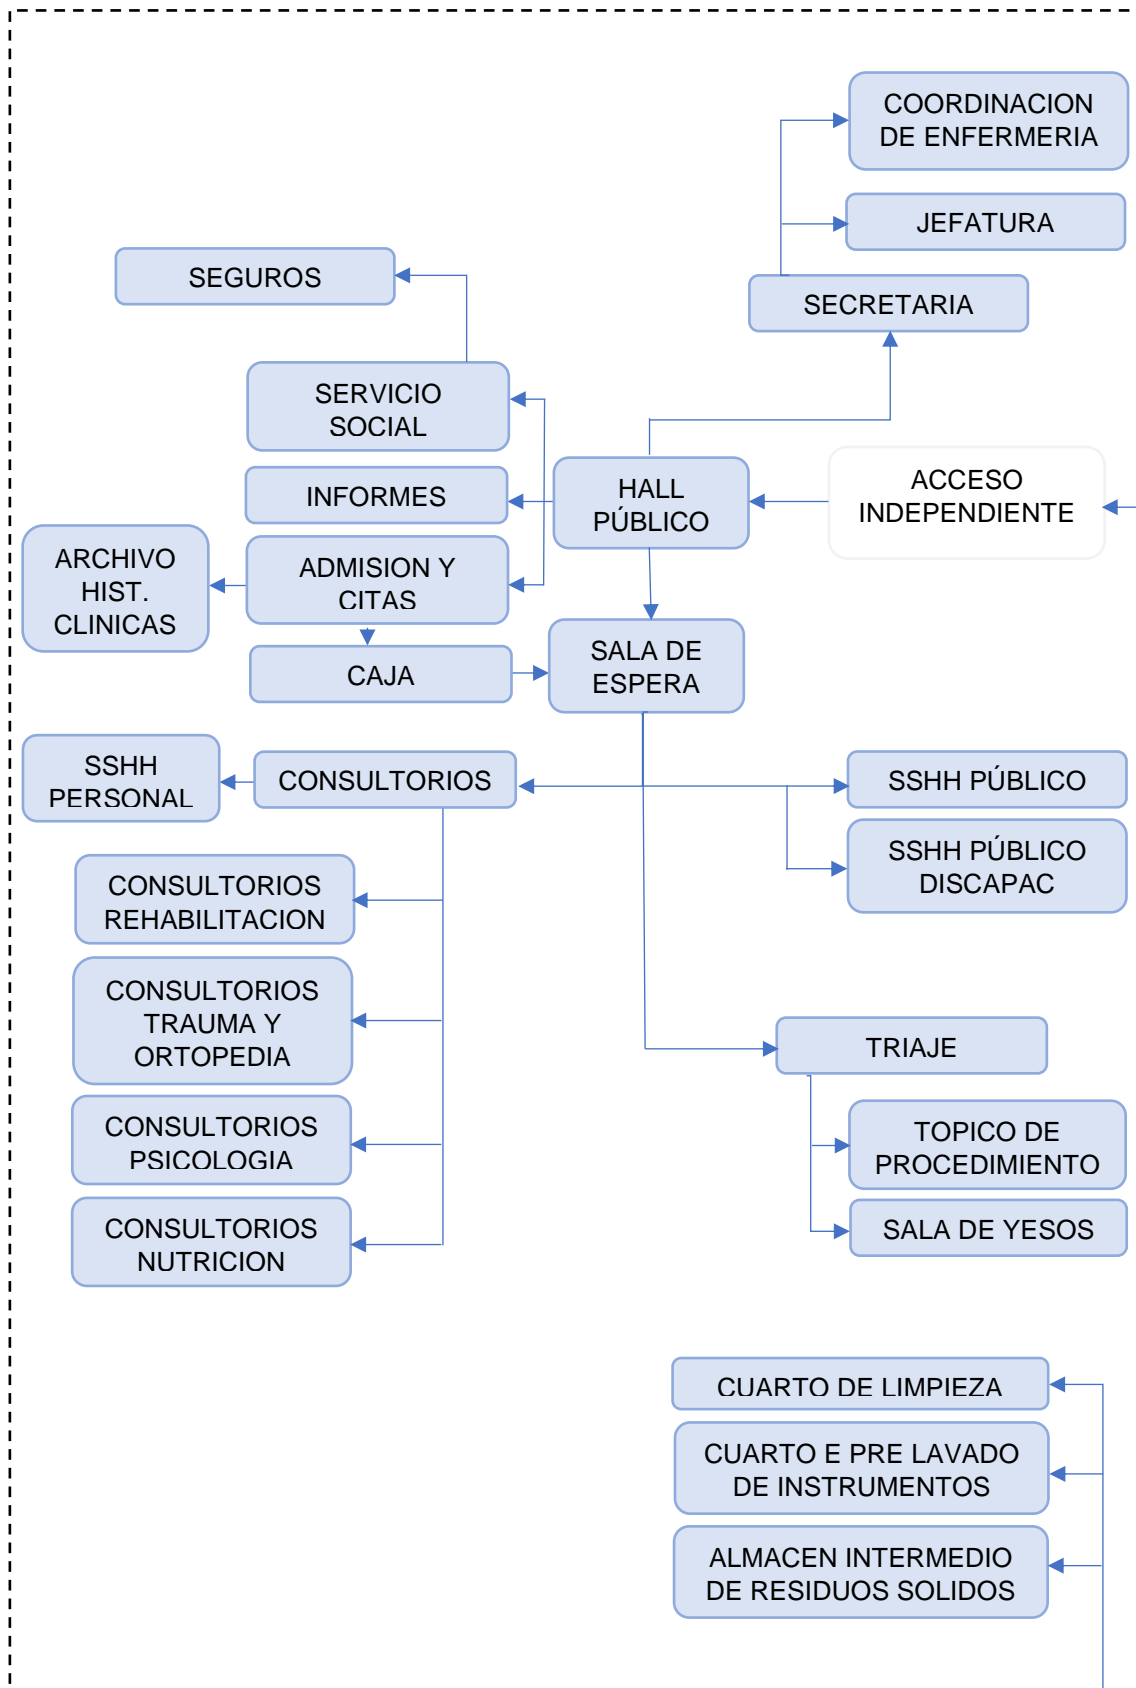 COORDINACION
DE ENFERMERIA
JEFATURA
SEGUROS
SECRETARIA
SERVICIO
SOCIAL
INFORMES
HALL
PÚBLICO
ACCESO
INDEPENDIENTE
ARCHIVO
HIST.
CLINICAS
ADMISION Y
CITAS
CAJA
SALA DE
ESPERA
SSHH
PERSONAL
CONSULTORIOS
SSHH PÚBLICO
SSHH PÚBLICO
DISCAPAC
CONSULTORIOS
REHABILITACION
CONSULTORIOS
TRAUMA Y
ORTOPEDIA
TRIAJE
CONSULTORIOS
PSICOLOGIA
TOPICO DE
PROCEDIMIENTO
CONSULTORIOS
NUTRICION
SALA DE YESOS
CUARTO DE LIMPIEZA
CUARTO E PRE LAVADO
DE INSTRUMENTOS
ALMACEN INTERMEDIO
DE RESIDUOS SOLIDOS